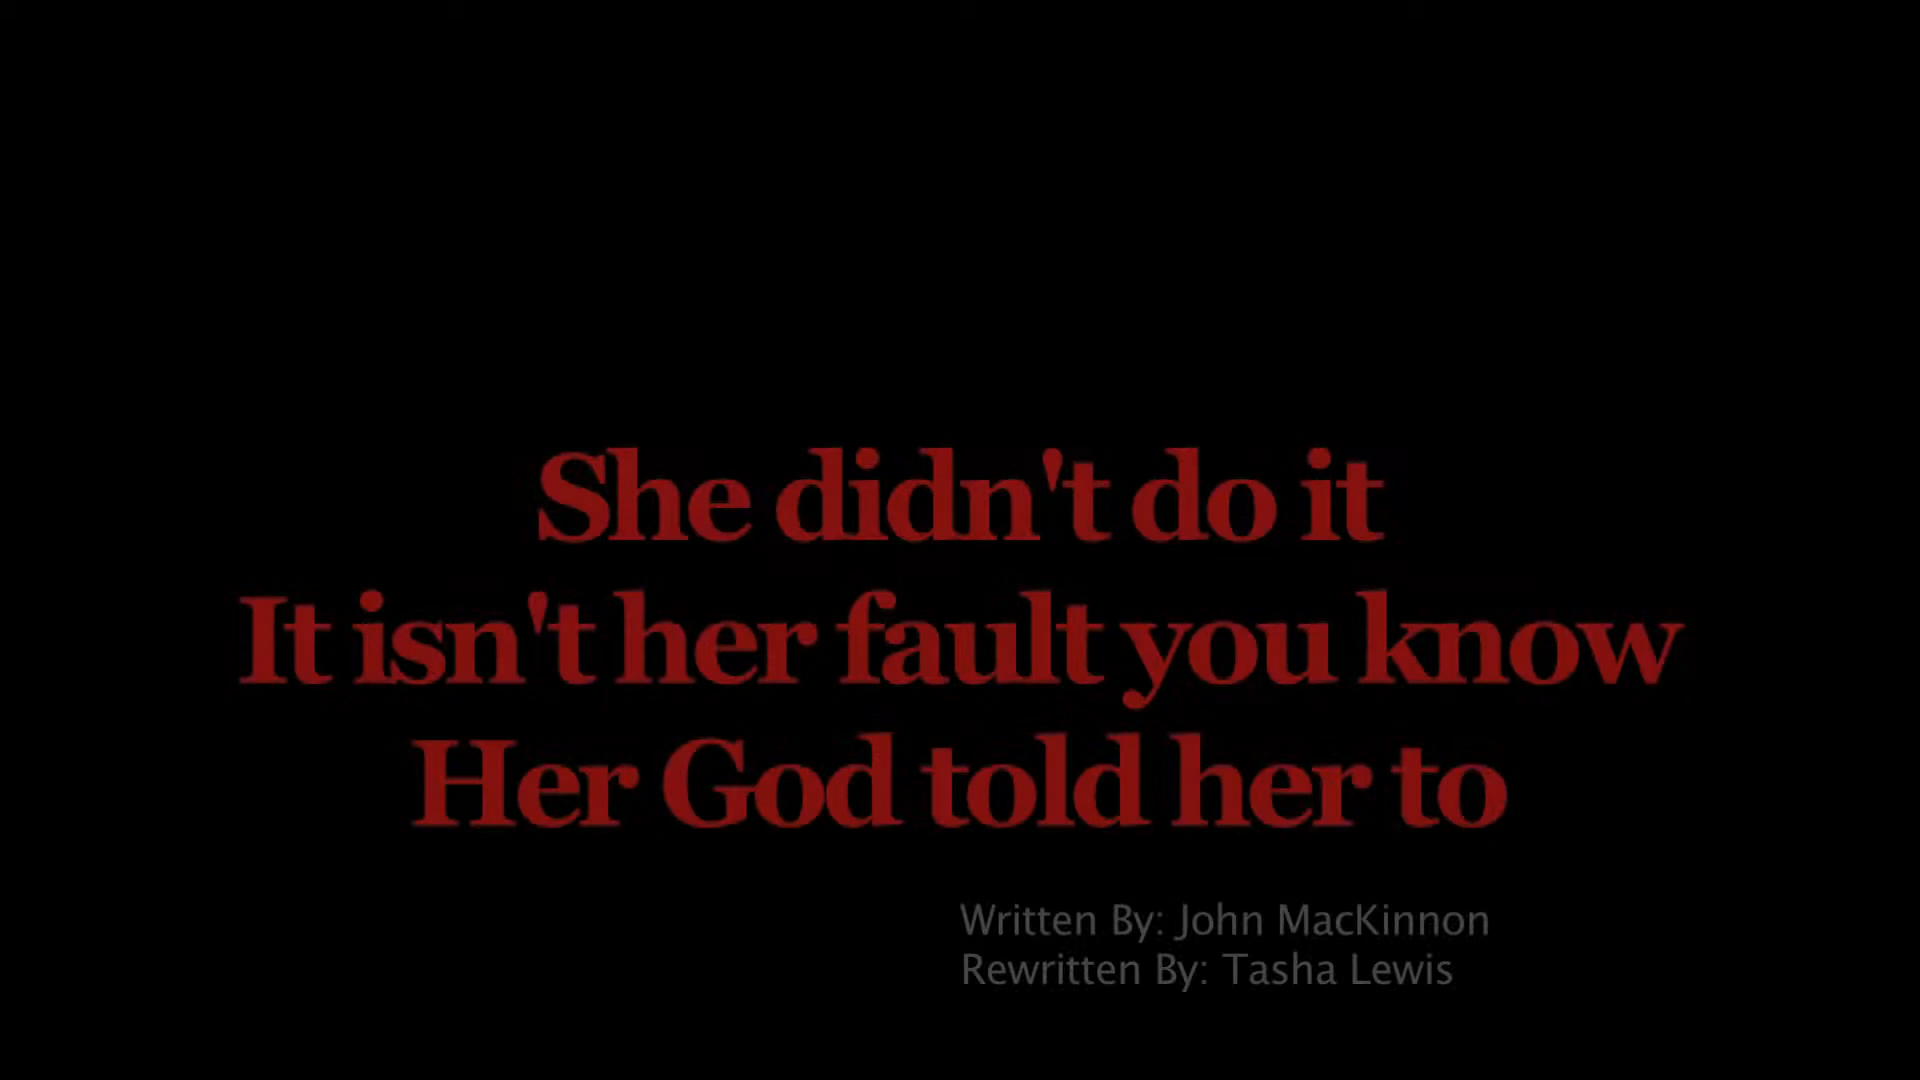 She didn't do it
It isn't her fault you know
Her God told her to
Written By: John MacKinnon
Rewritten By: Tasha Lewis